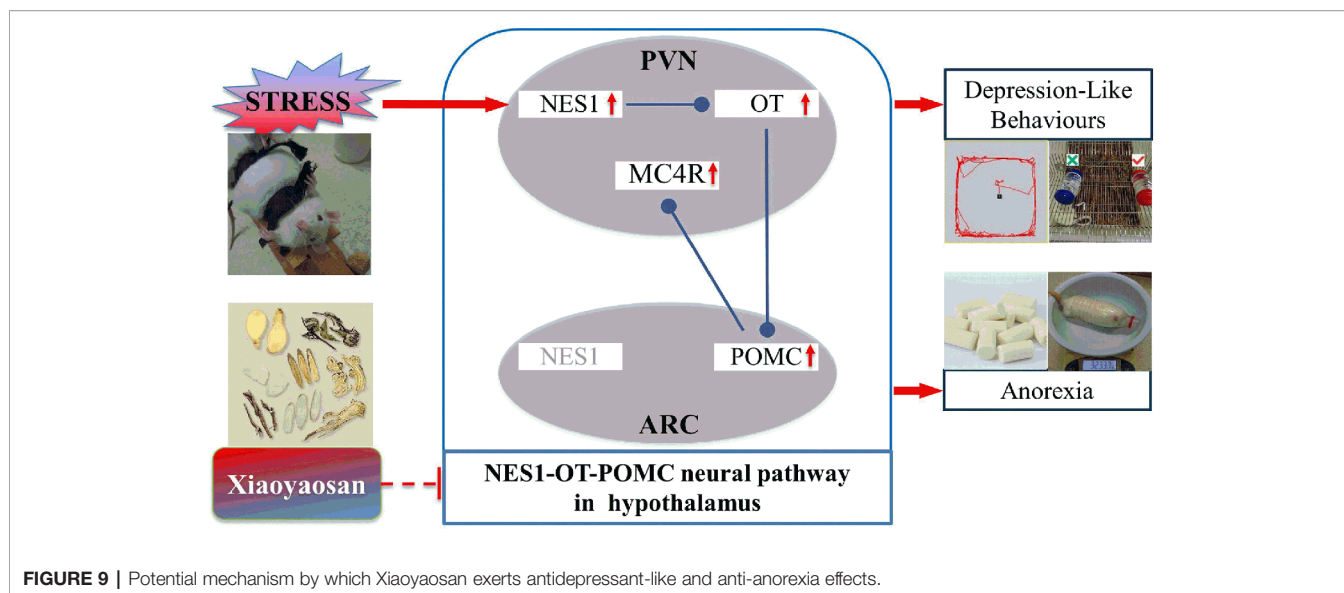 PVN
STRESS
NES1
OT
MC4R
NES1
POMC
ARC
Depression-Like
Behaviours
Anorexia
Xiaoyaosan
NES1-OT-POMC neural pathway
in hypothalamus
FIGURE 9 | Potential mechanism by which Xiaoyaosan exerts antidepressant-like and anti-anorexia effects.